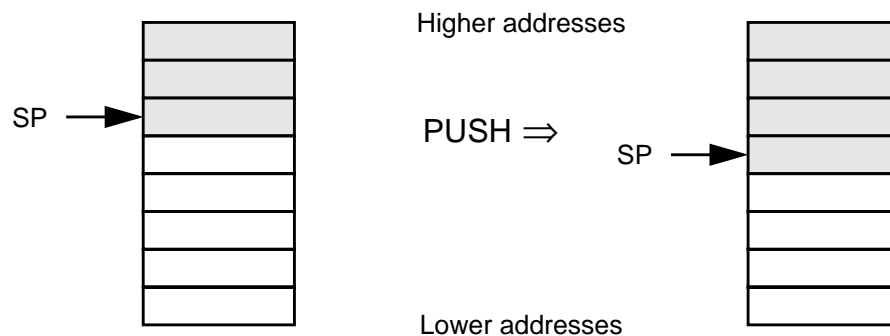 Higher addresses
SP
PUSH ⇒
SP
Lower addresses